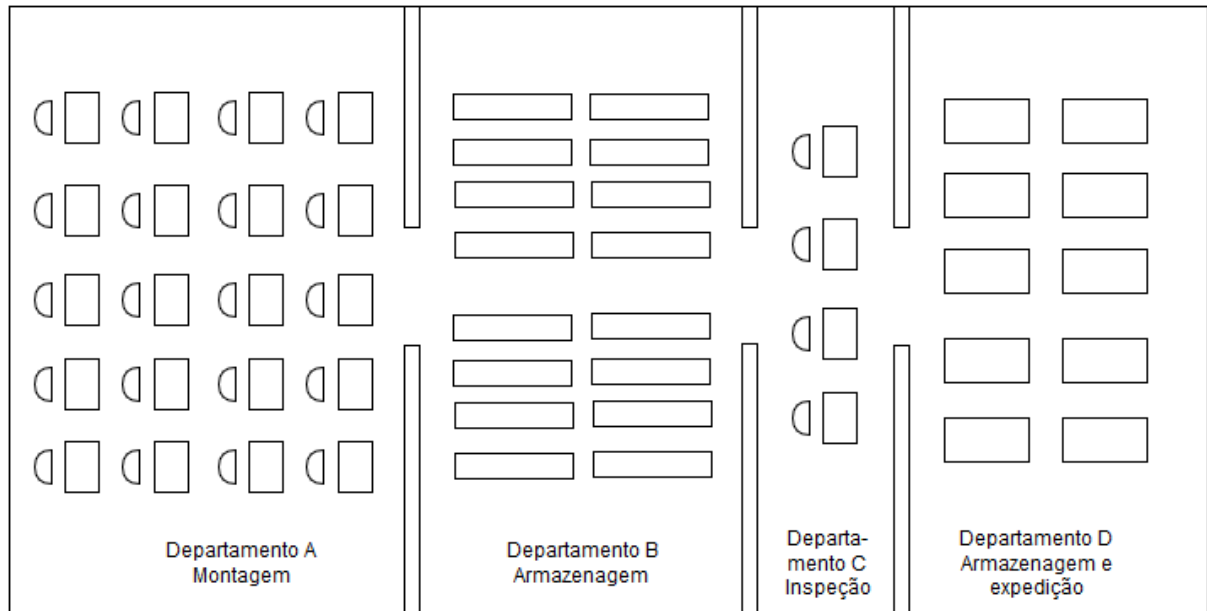 Departamento A
Montagem
Departamento B
Armazenagem
Departa-
mento C
Inspeção
Departamento D
Armazenagem e
expedição